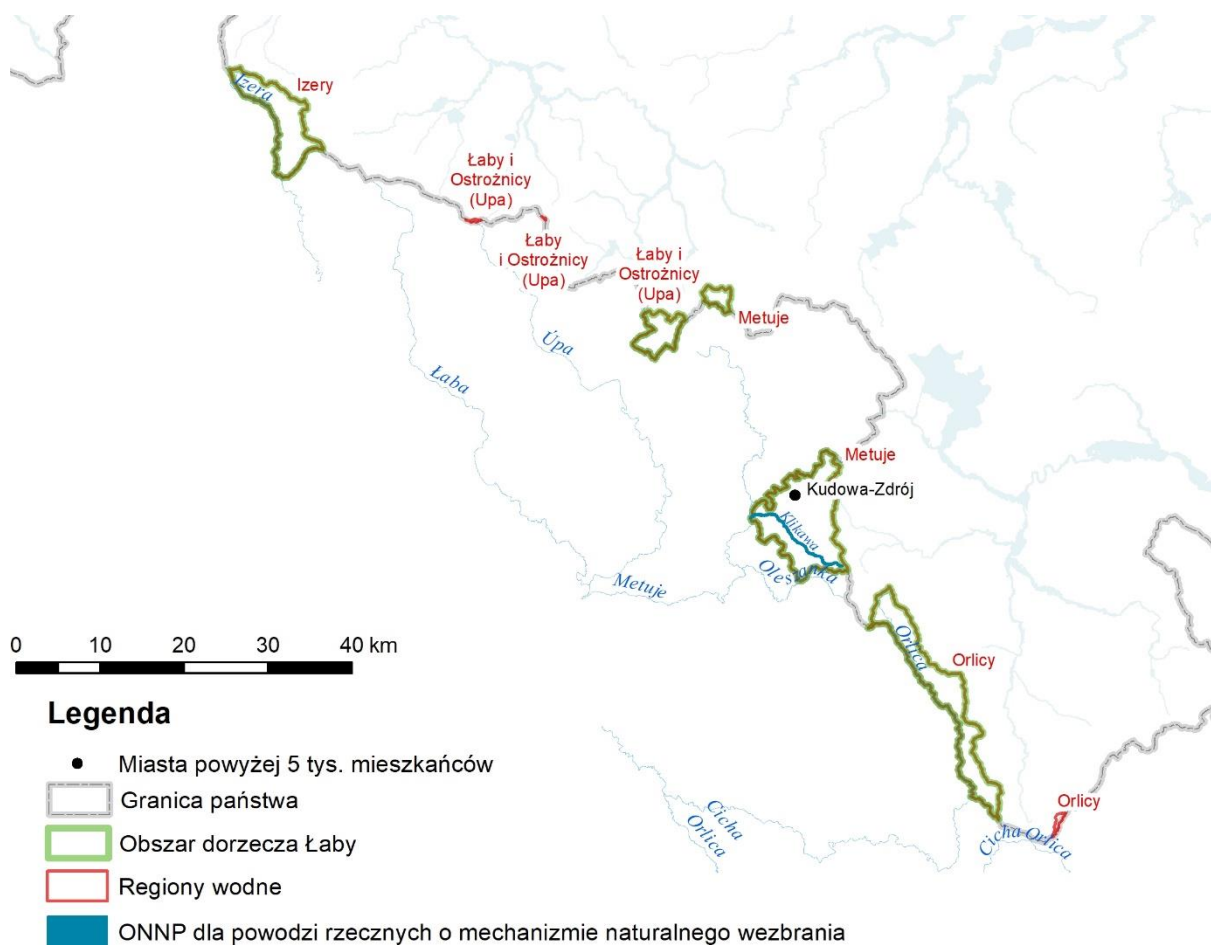 Izera
Izery
Łaby i
Ostrożnicy
(Upa)
Łaby
i Ostrożnicy
(Upa)
Łaby i
Ostrożnicy
(Upa)
Metuje
Úpa
Łaba
Metuje
Kudowa-Zdrój
Klikawa
Olešanka
Metuje
Orlica
Orlicy
0 10 20 30 40 km
Legenda
Miasta powyżej 5 tys. mieszkańców
Granica państwa
Obszar dorzecza Łaby
Regiony wodne
ONNP dla powodzi rzecznych o mechanizmie naturalnego wezbrania
Cicha
Orlica
Orlicy
Cicha Orlica